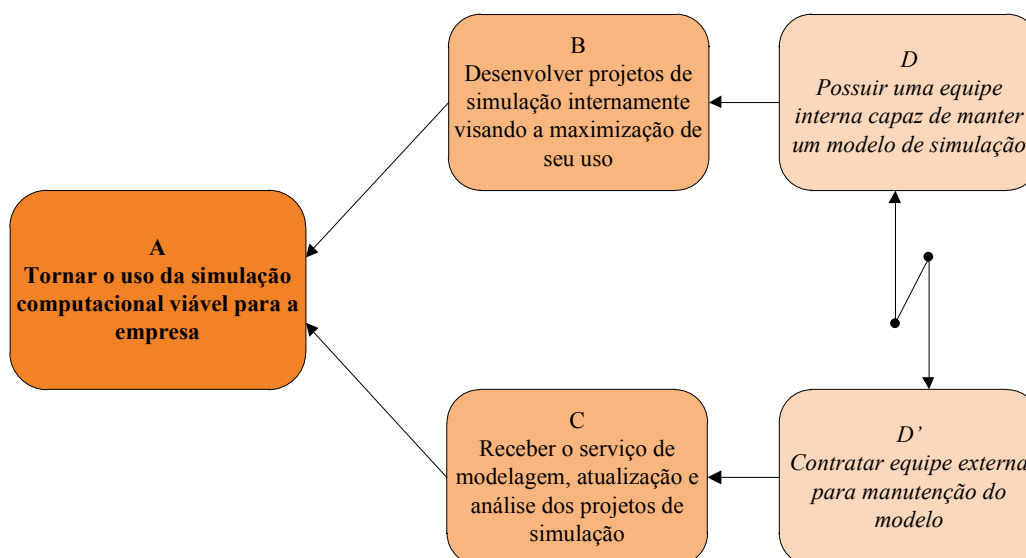 B
Desenvolver projetos de
simulação internamente
visando a maximização de
seu uso
D
Possuir uma equipe
interna capaz de manter
um modelo de simulação
A
Tornar o uso da simulação
computacional viável para a
empresa
C
Receber o serviço de
modelagem, atualização e
análise dos projetos de
simulação
D’
Contratar equipe externa
para manutenção do
modelo